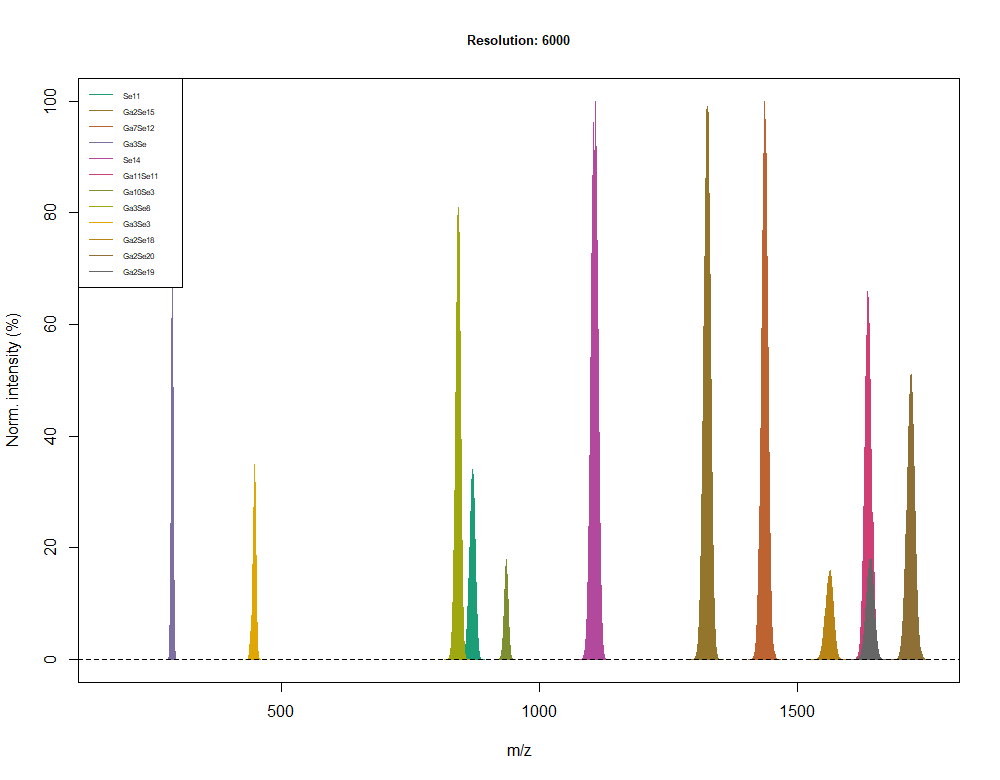 Resolution: 6000
Se11
Ga2Se15
Ga7Se12
Ga3Se
Se14
Ga11Se11
Ga10Se3
Ga3Se8
Ga3Se3
Ga2Se18
Ga2Se20
Ga2Se19
100
80
60
40
20
0
Norm. intensity (%)
500 1000 1500
m/z